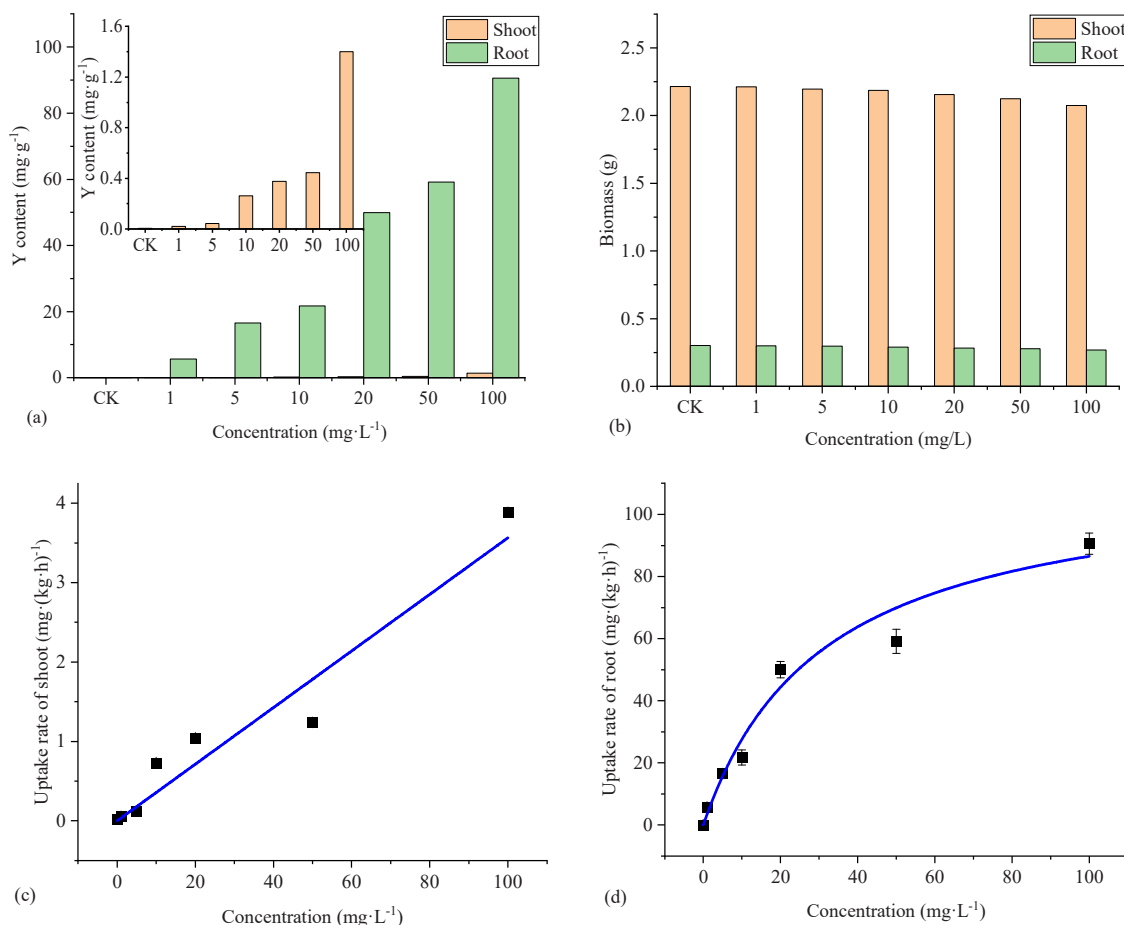 Shoot
Root
Y content (mg·g⁻¹)
100
80
60
40
20
0
CK 1 5 10 20 50 100
Concentration (mg·L⁻¹)
(a)
Y content (mg·g⁻¹)
1.6
1.2
0.8
0.4
0.0
CK 1 5 10 20 50 100
Shoot
Root
Biomass (g)
2.5
2.0
1.5
1.0
0.5
0.0
CK 1 5 10 20 50 100
Concentration (mg/L)
(b)
Uptake rate of shoot (mg·(kg·h)⁻¹)
4
3
2
1
0
0 20 40 60 80 100
Concentration (mg·L⁻¹)
(c)
Uptake rate of root (mg·(kg·h)⁻¹)
100
80
60
40
20
0
0 20 40 60 80 100
Concentration (mg·L⁻¹)
(d)